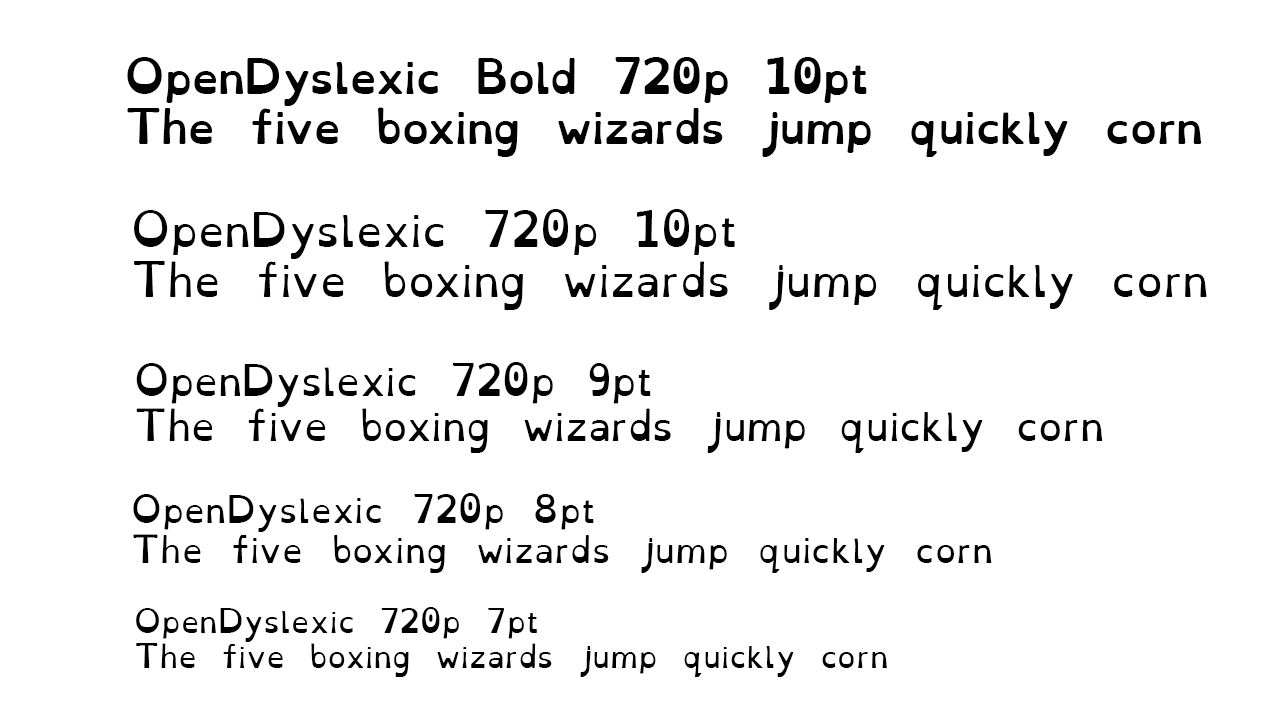 OpenDyslexic Bold 720p 10pt
The five boxing wizards jump quickly corn
OpenDyslexic 720p 10pt
The five boxing wizards jump quickly corn
OpenDyslexic 720p 9pt
The five boxing wizards jump quickly corn
OpenDyslexic 720p 8pt
The five boxing wizards jump quickly corn
OpenDyslexic 720p 7pt
The five boxing wizards jump quickly corn